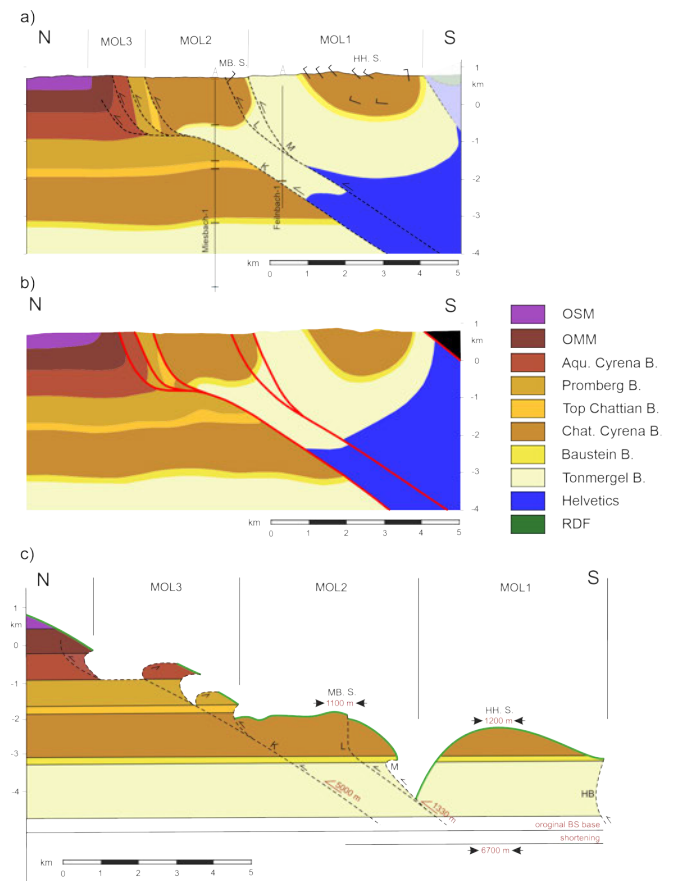 a)
N
S
MOL3
MOL2
MOL1
MB. S.
HH. S.
1
km
0
-1
-2
-3
-4
L
M
K
Miesbach-1
Feilnbach-1
km
0
1
2
3
4
5
b)
N
S
1
km
0
-1
-2
-3
-4
km
0
1
2
3
4
5
OSM
OMM
Aqu. Cyrena B.
Promberg B.
Top Chattian B.
Chat. Cyrena B.
Baustein B.
Tonmergel B.
Helvetics
RDF
c)
N
S
MOL3
MOL2
MOL1
1
km
0
-1
-2
-3
-4
MB. S.
1100 m
HH. S.
1200 m
K
L
M
HB
5000 m
1330 m
oroginal BS base
shortening
6700 m
km
0
1
2
3
4
5